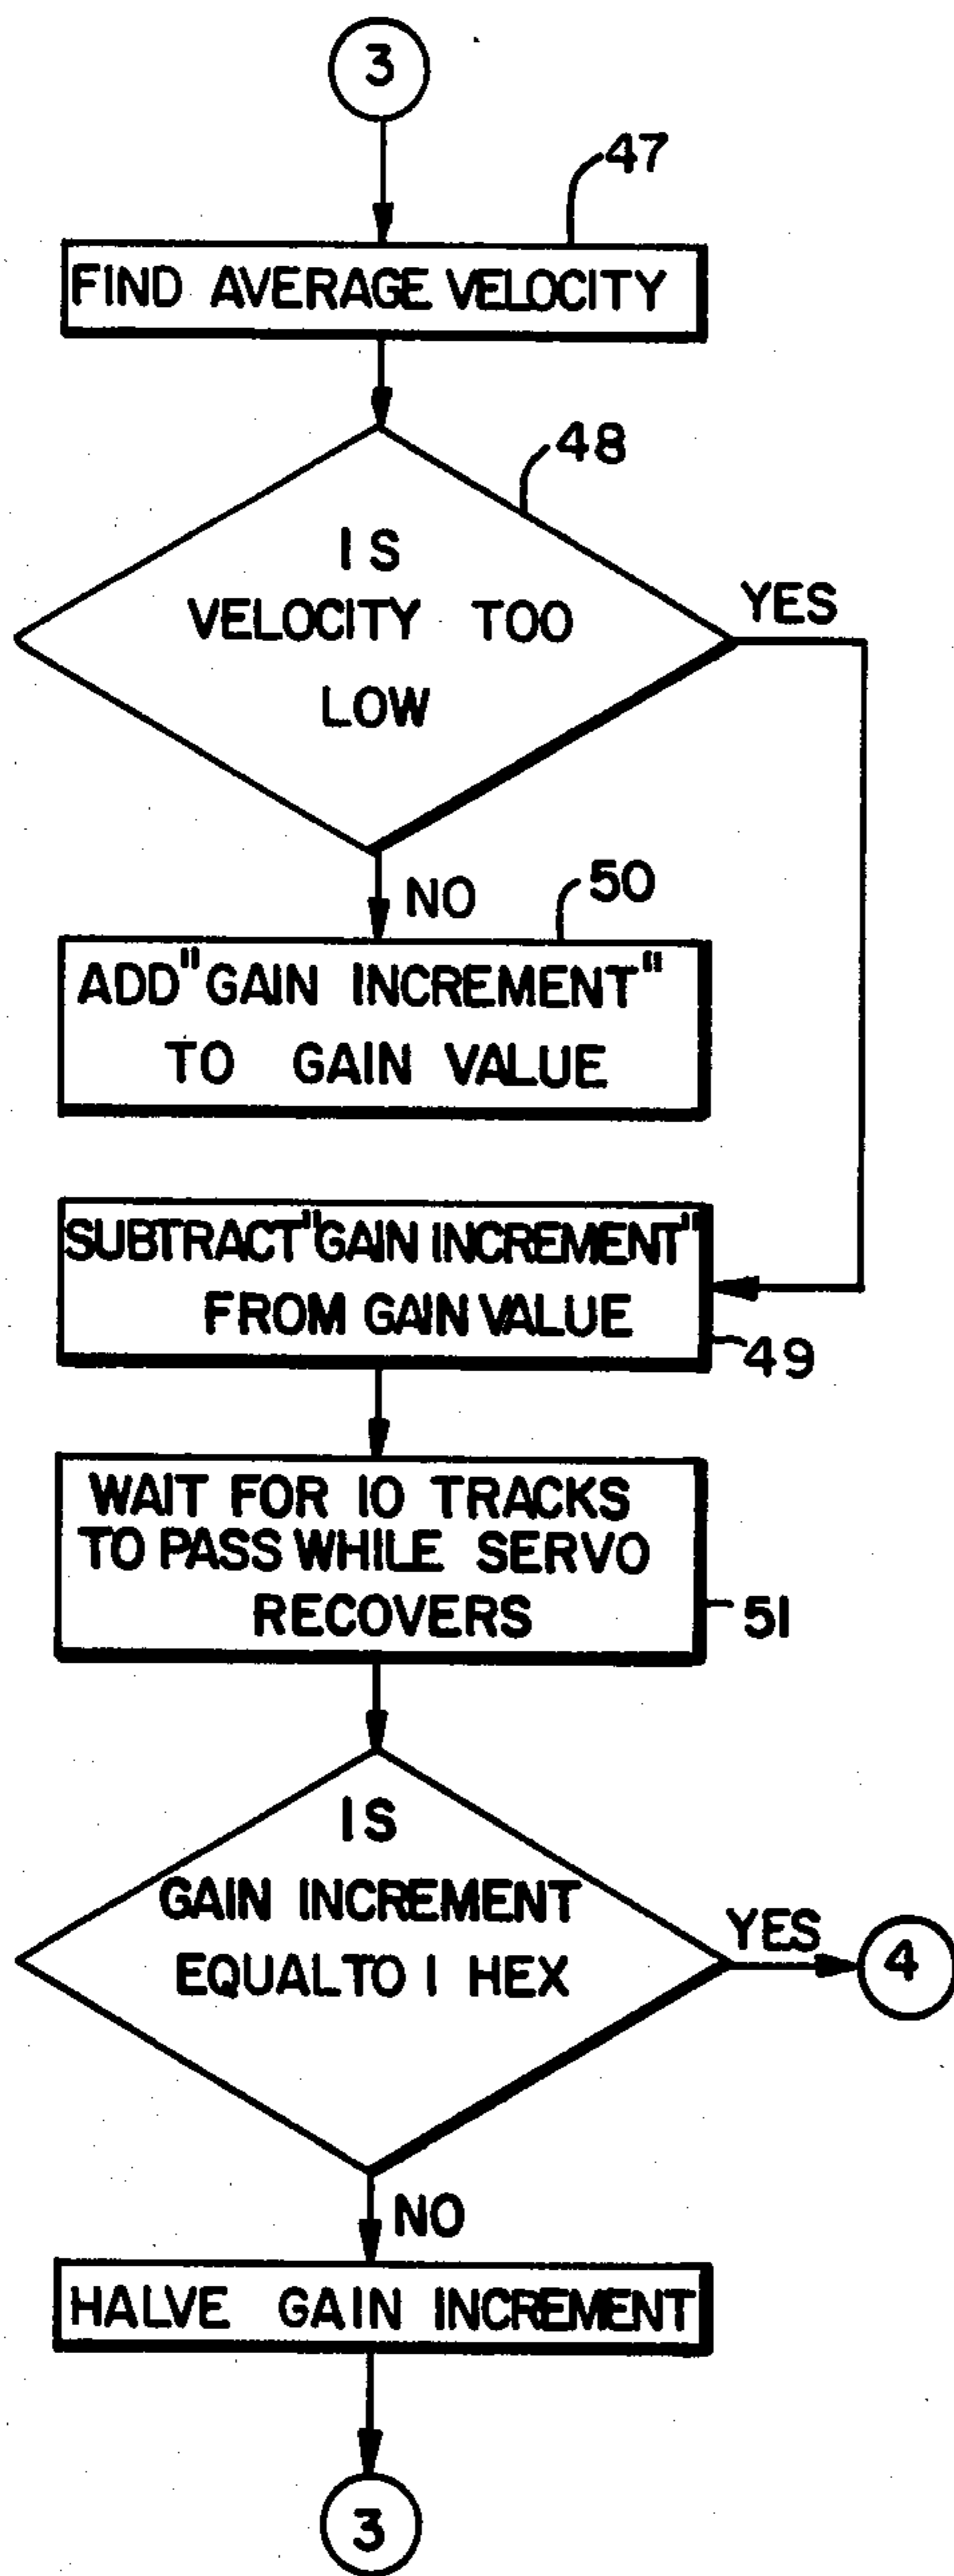 3
47
FIND AVERAGE VELOCITY
48
IS
VELOCITY TOO
LOW
YES
NO
50
ADD "GAIN INCREMENT"
TO GAIN VALUE
SUBTRACT "GAIN INCREMENT"
FROM GAIN VALUE
49
WAIT FOR 10 TRACKS
TO PASS WHILE SERVO
RECOVERS
51
IS
GAIN INCREMENT
EQUAL TO 1 HEX
YES
4
NO
HALVE GAIN INCREMENT
3